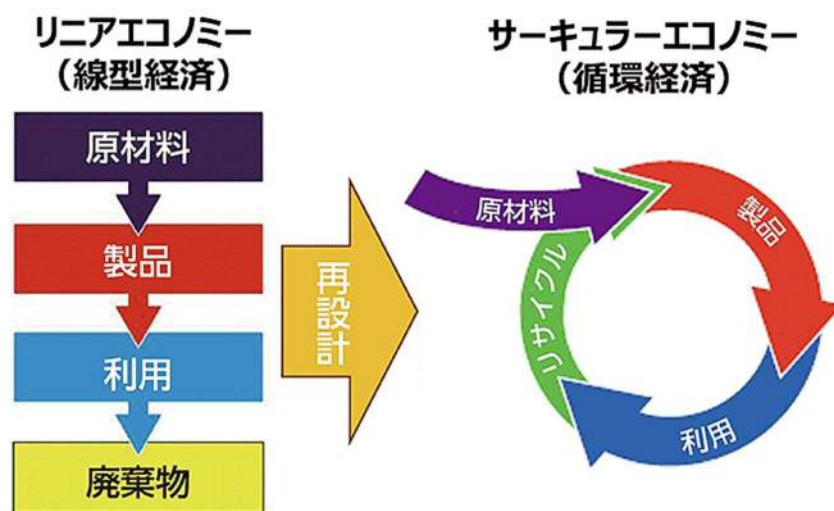 リニアエコノミー
（線型経済）
原材料
製品
利用
廃棄物
再設計
サーキュラーエコノミー
（循環経済）
原材料
製品
利用
リサイクル